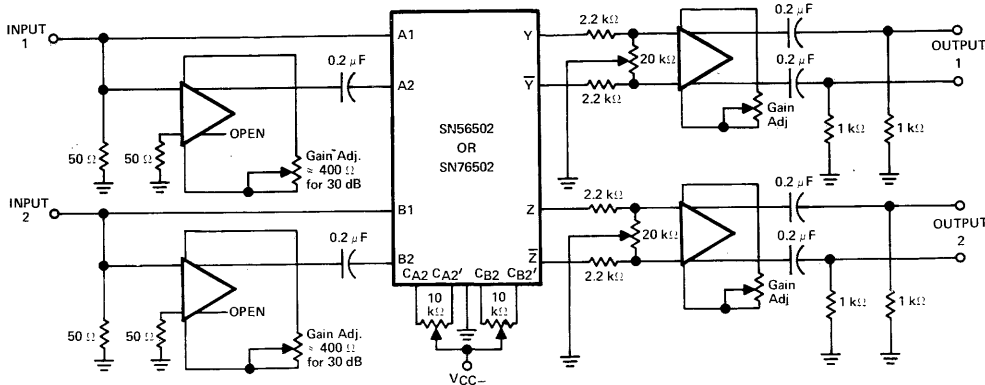 INPUT
1
A1
0.2 μF
A2
OPEN
50 Ω
50 Ω
Gain Adj.
≈ 400 Ω
for 30 dB
INPUT
2
B1
0.2 μF
B2
OPEN
50 Ω
50 Ω
Gain Adj.
≈ 400 Ω
for 30 dB
SN56502
OR
SN76502
CA2 CA2′ CB2 CB2′
10
kΩ
10
kΩ
VCC−
Y
2.2 kΩ
20 kΩ
Y̅
2.2 kΩ
Gain
Adj
0.2 μF
0.2 μF
1 kΩ
1 kΩ
OUTPUT
1
Z
2.2 kΩ
20 kΩ
Z̅
2.2 kΩ
Gain
Adj
0.2 μF
0.2 μF
1 kΩ
1 kΩ
OUTPUT
2